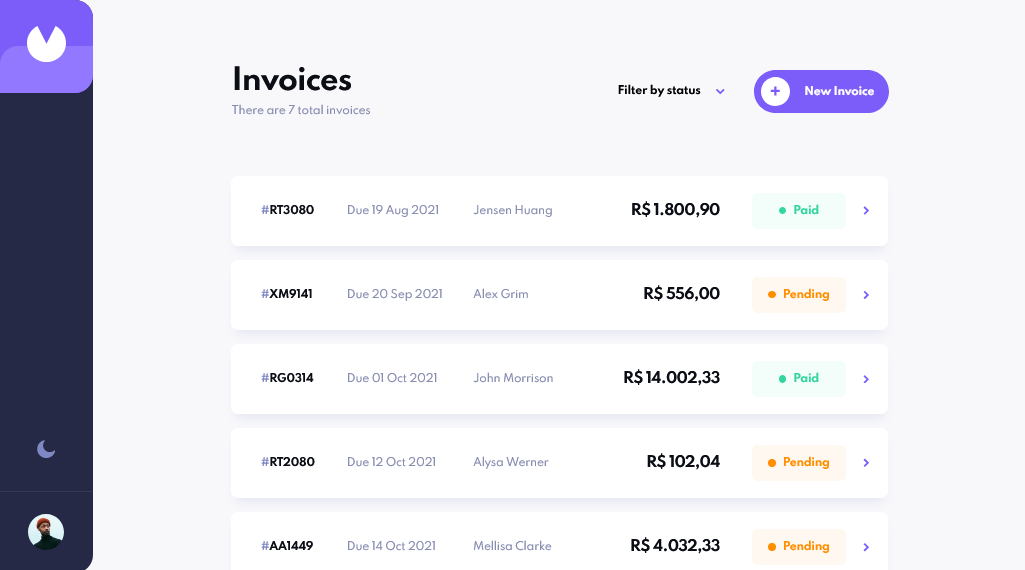 Invoices
There are 7 total invoices
Filter by status
+ New Invoice
#RT3080 Due 19 Aug 2021 Jensen Huang R$ 1.800,90 Paid
#XM9141 Due 20 Sep 2021 Alex Grim R$ 556,00 Pending
#RG0314 Due 01 Oct 2021 John Morrison R$ 14.002,33 Paid
#RT2080 Due 12 Oct 2021 Alysa Werner R$ 102,04 Pending
#AA1449 Due 14 Oct 2021 Mellisa Clarke R$ 4.032,33 Pending